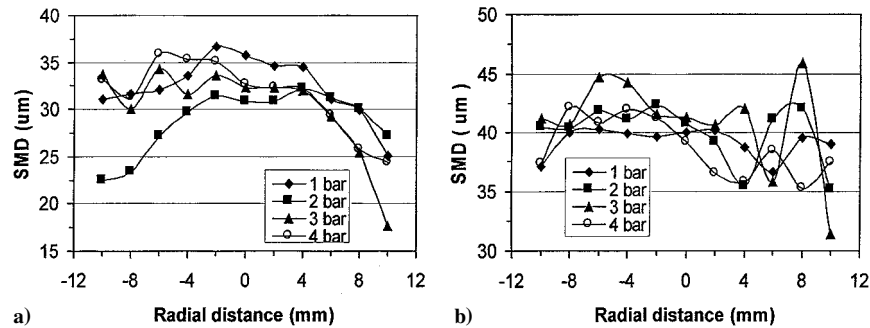 40
35
30
25
20
15
SMD (um)
1 bar
2 bar
3 bar
4 bar
-12 -8 -4 0 4 8 12
a) Radial distance (mm)
50
45
40
35
30
SMD ( um )
1 bar
2 bar
3 bar
4 bar
-12 -8 -4 0 4 8 12
b) Radial distance (mm)